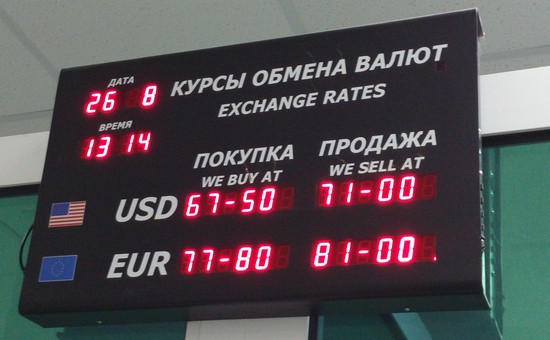 ДАТА
26 8
КУРСЫ ОБМЕНА ВАЛЮТ
EXCHANGE RATES
ВРЕМЯ
13 14
ПОКУПКА ПРОДАЖА
WE BUY AT WE SELL AT
USD 67-50 71-00
EUR 77-80 81-00